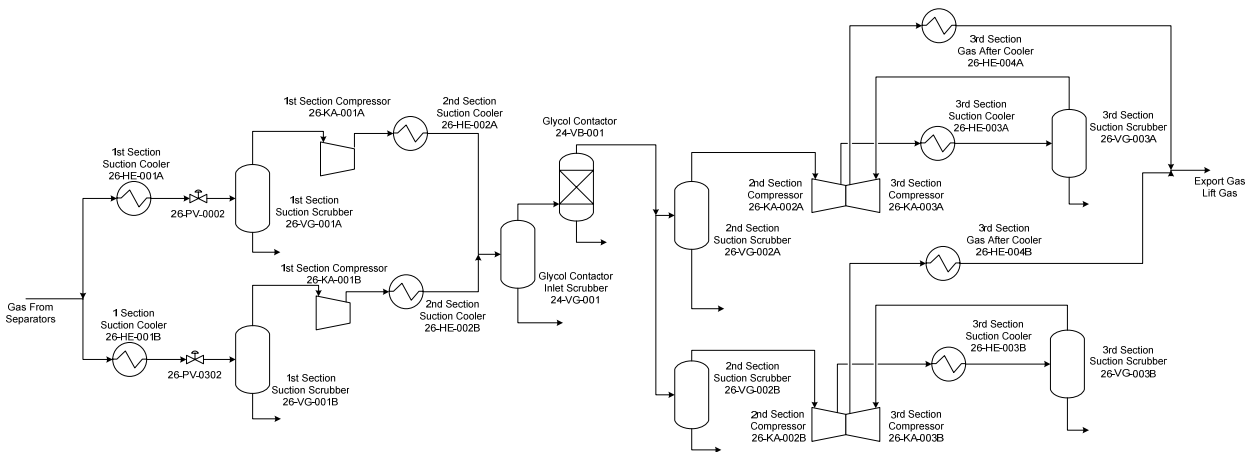 3rd Section
Gas After Cooler
26-HE-004A
1st Section Compressor
26-KA-001A
2nd Section
Suction Cooler
26-HE-002A
Glycol Contactor
24-VB-001
3rd Section
Suction Cooler
26-HE-003A
3rd Section
Suction Scrubber
26-VG-003A
1st Section
Suction Cooler
26-HE-001A
26-PV-0002
1st Section
Suction Scrubber
26-VG-001A
2nd Section
Compressor
26-KA-002A
3rd Section
Compressor
26-KA-003A
Export Gas
Lift Gas
2nd Section
Suction Scrubber
26-VG-002A
3rd Section
Gas After Cooler
26-HE-004B
1st Section Compressor
26-KA-001B
Glycol Contactor
Inlet Scrubber
24-VG-001
Gas From
Separators
2nd Section
Suction Cooler
26-HE-002B
1 Section
Suction Cooler
26-HE-001B
26-PV-0302
1st Section
Suction Scrubber
26-VG-001B
3rd Section
Suction Cooler
26-HE-003B
3rd Section
Suction Scrubber
26-VG-003B
2nd Section
Suction Scrubber
26-VG-002B
2nd Section
Compressor
26-KA-002B
3rd Section
Compressor
26-KA-003B